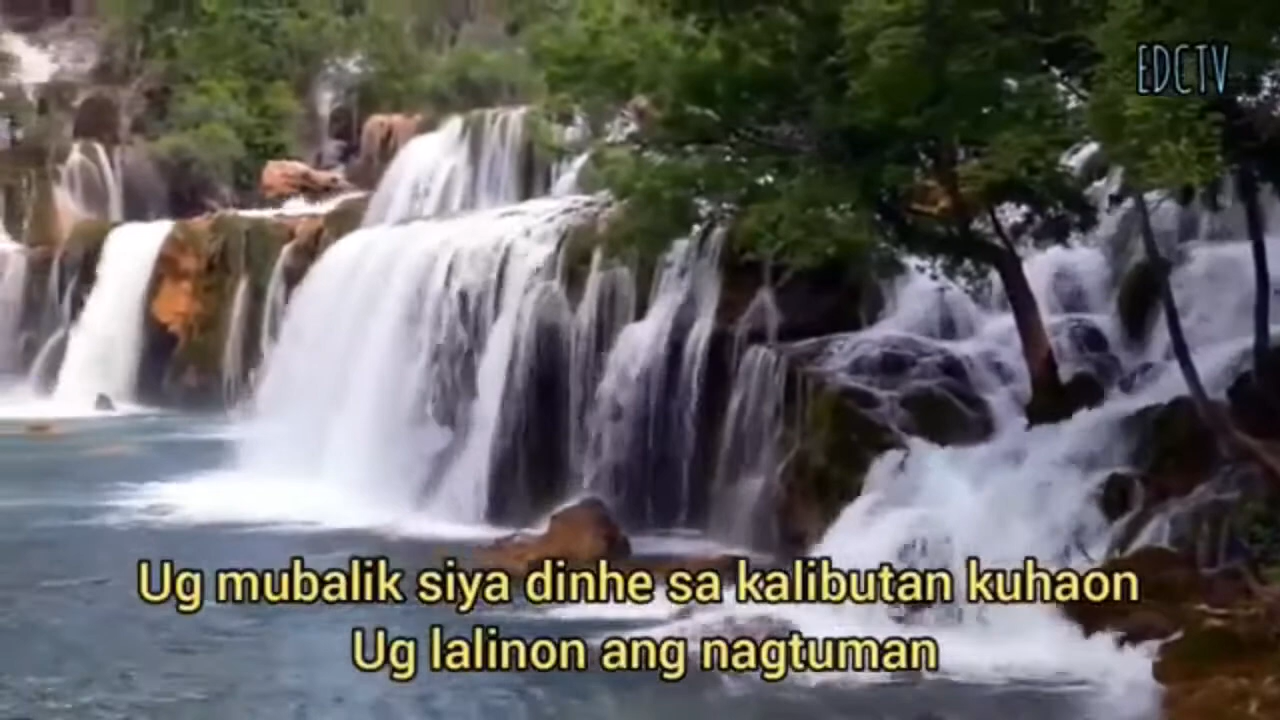 EDCTV
Ug mubalik siya dinhe sa kalibutan kuhaon
Ug lalinon ang nagtuman